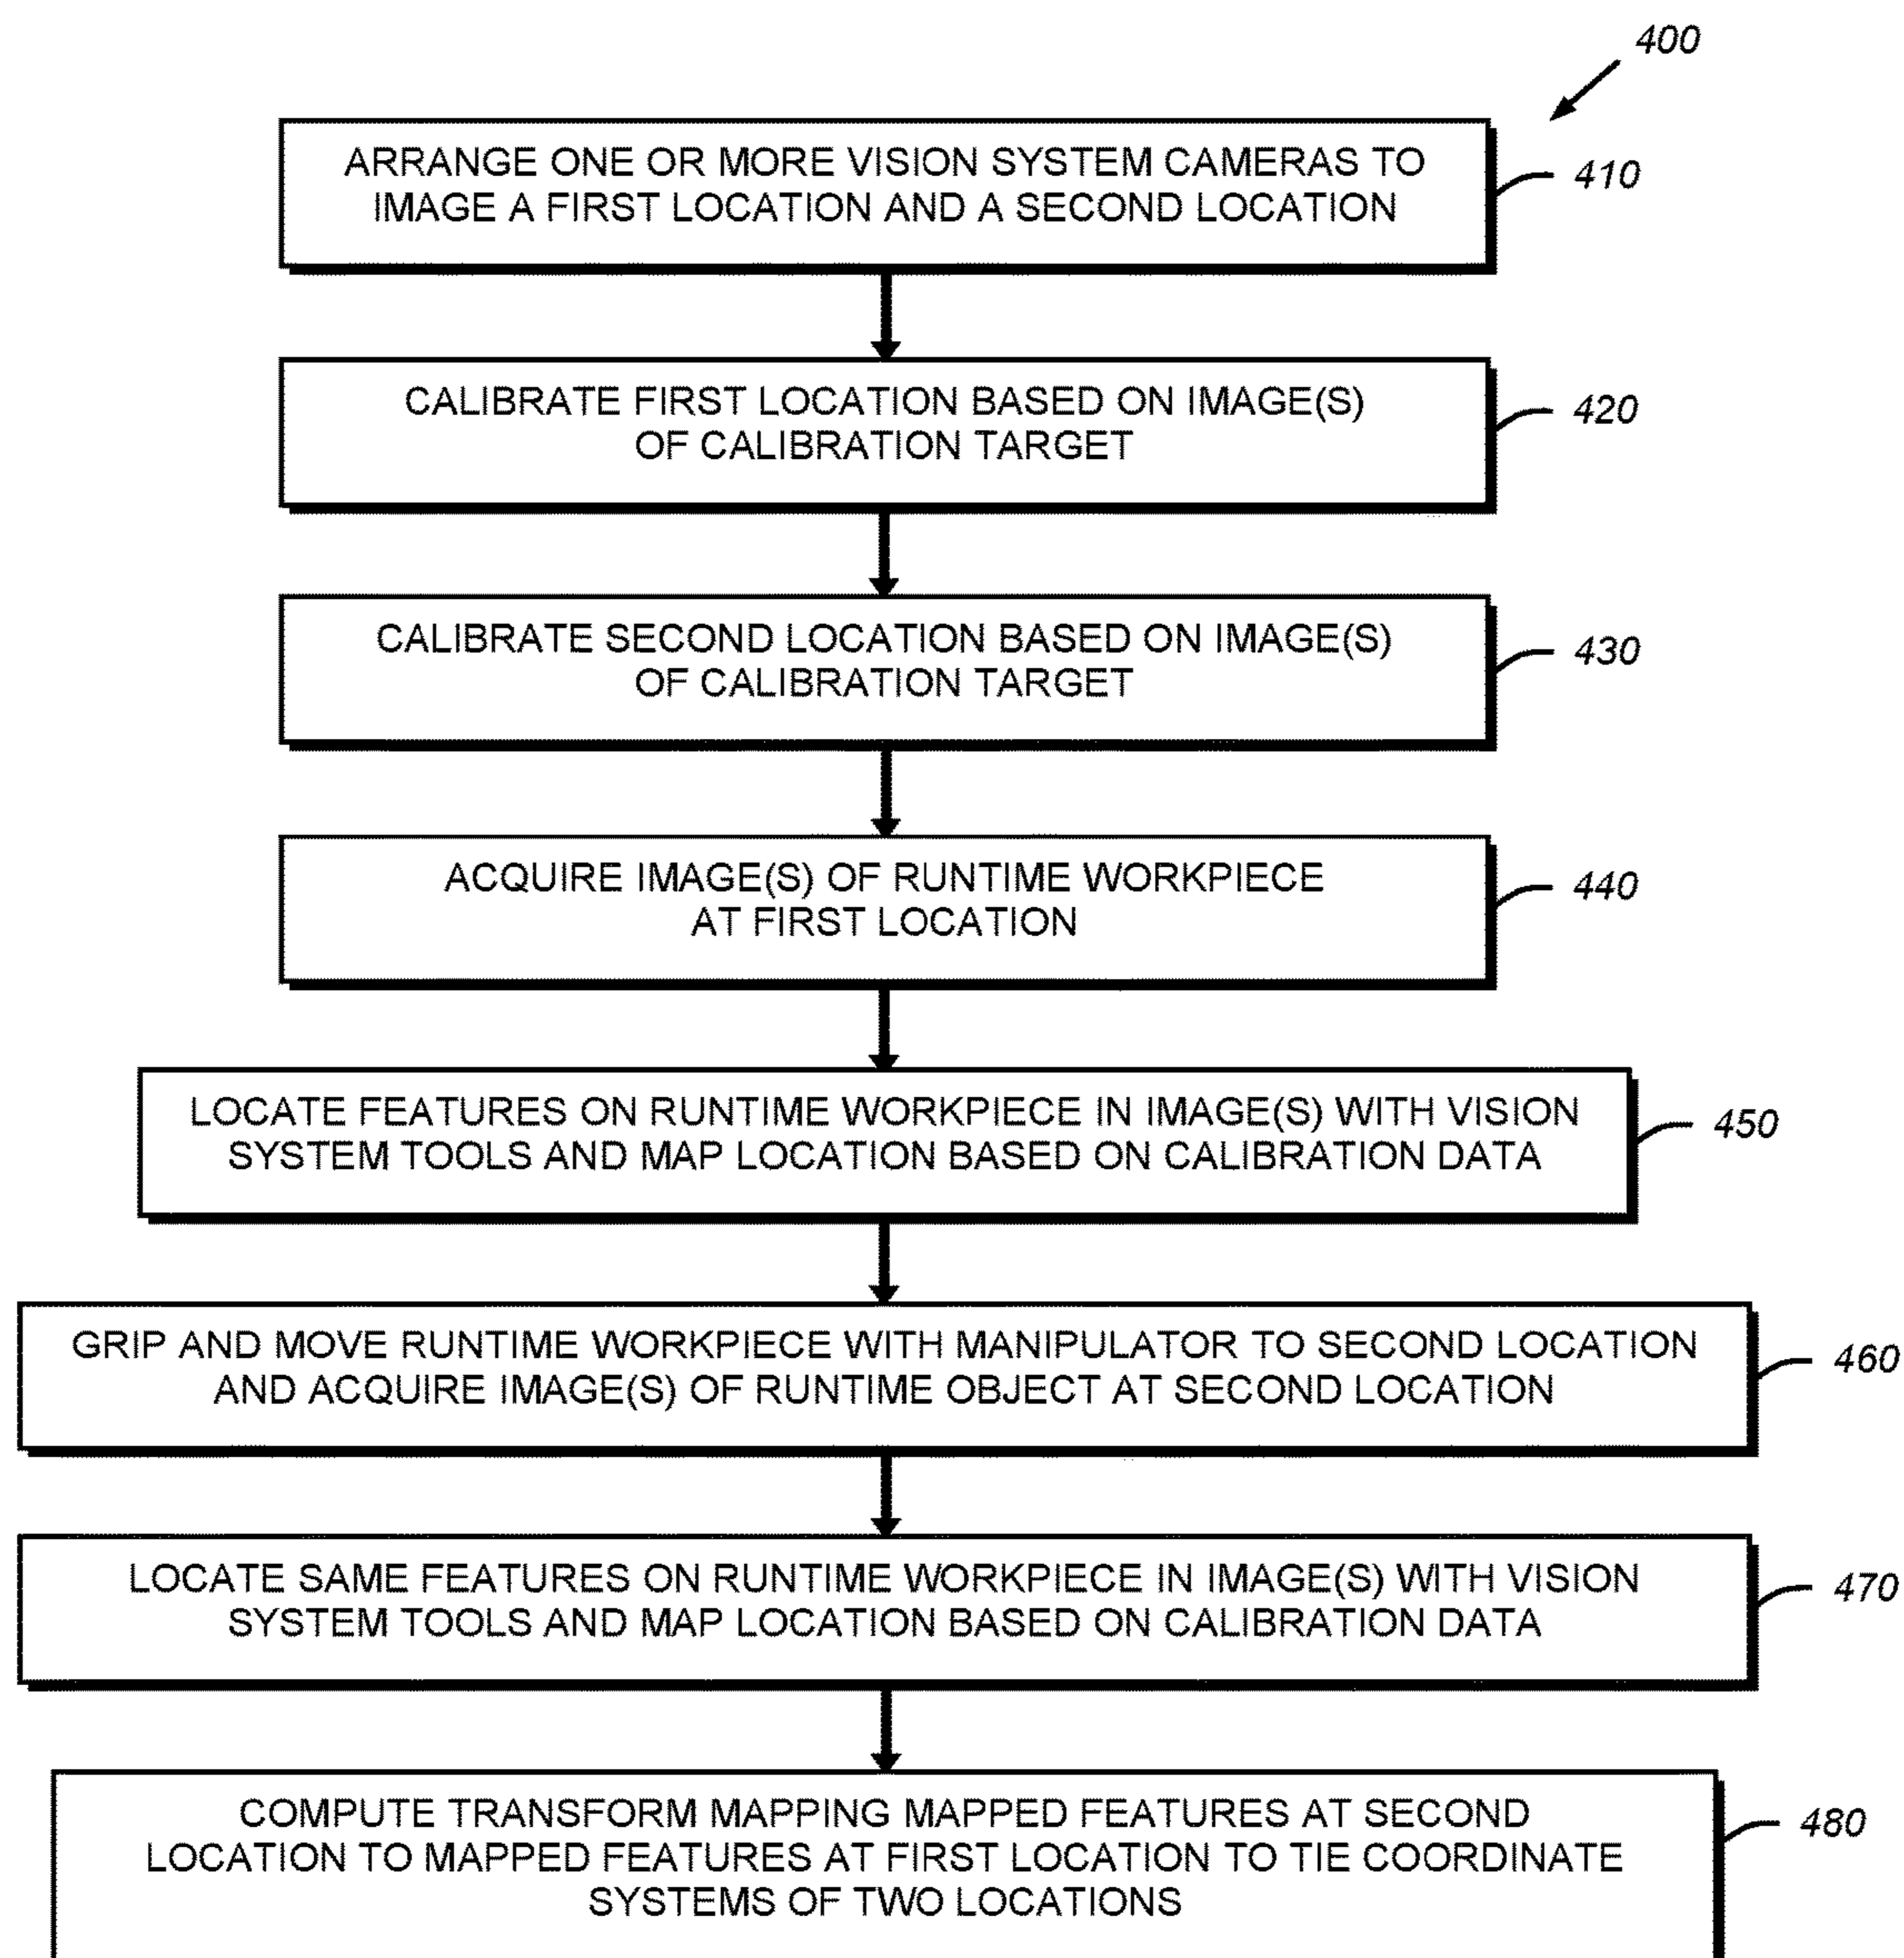 400
ARRANGE ONE OR MORE VISION SYSTEM CAMERAS TO
IMAGE A FIRST LOCATION AND A SECOND LOCATION
410
CALIBRATE FIRST LOCATION BASED ON IMAGE(S)
OF CALIBRATION TARGET
420
CALIBRATE SECOND LOCATION BASED ON IMAGE(S)
OF CALIBRATION TARGET
430
ACQUIRE IMAGE(S) OF RUNTIME WORKPIECE
AT FIRST LOCATION
440
LOCATE FEATURES ON RUNTIME WORKPIECE IN IMAGE(S) WITH VISION
SYSTEM TOOLS AND MAP LOCATION BASED ON CALIBRATION DATA
450
GRIP AND MOVE RUNTIME WORKPIECE WITH MANIPULATOR TO SECOND LOCATION
AND ACQUIRE IMAGE(S) OF RUNTIME OBJECT AT SECOND LOCATION
460
LOCATE SAME FEATURES ON RUNTIME WORKPIECE IN IMAGE(S) WITH VISION
SYSTEM TOOLS AND MAP LOCATION BASED ON CALIBRATION DATA
470
COMPUTE TRANSFORM MAPPING MAPPED FEATURES AT SECOND
LOCATION TO MAPPED FEATURES AT FIRST LOCATION TO TIE COORDINATE
SYSTEMS OF TWO LOCATIONS
480